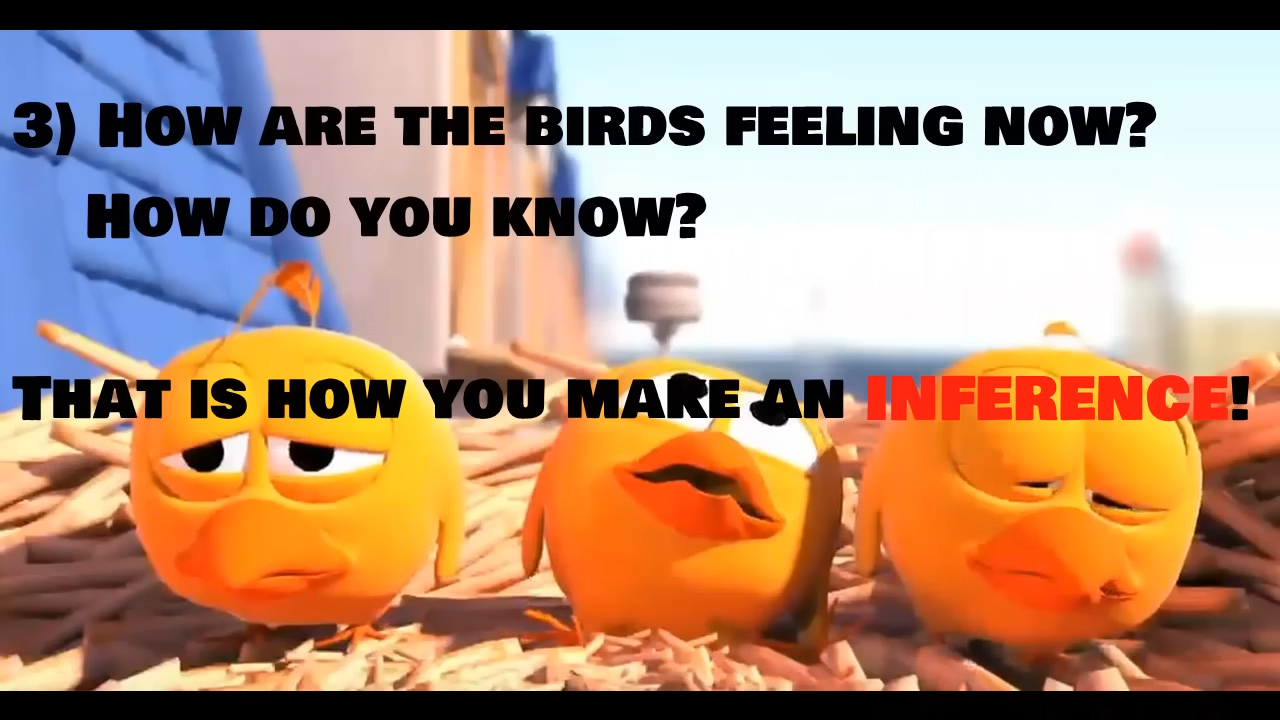 3) How are the birds feeling now?
How do you know?
That is how you make an INFERENCE!